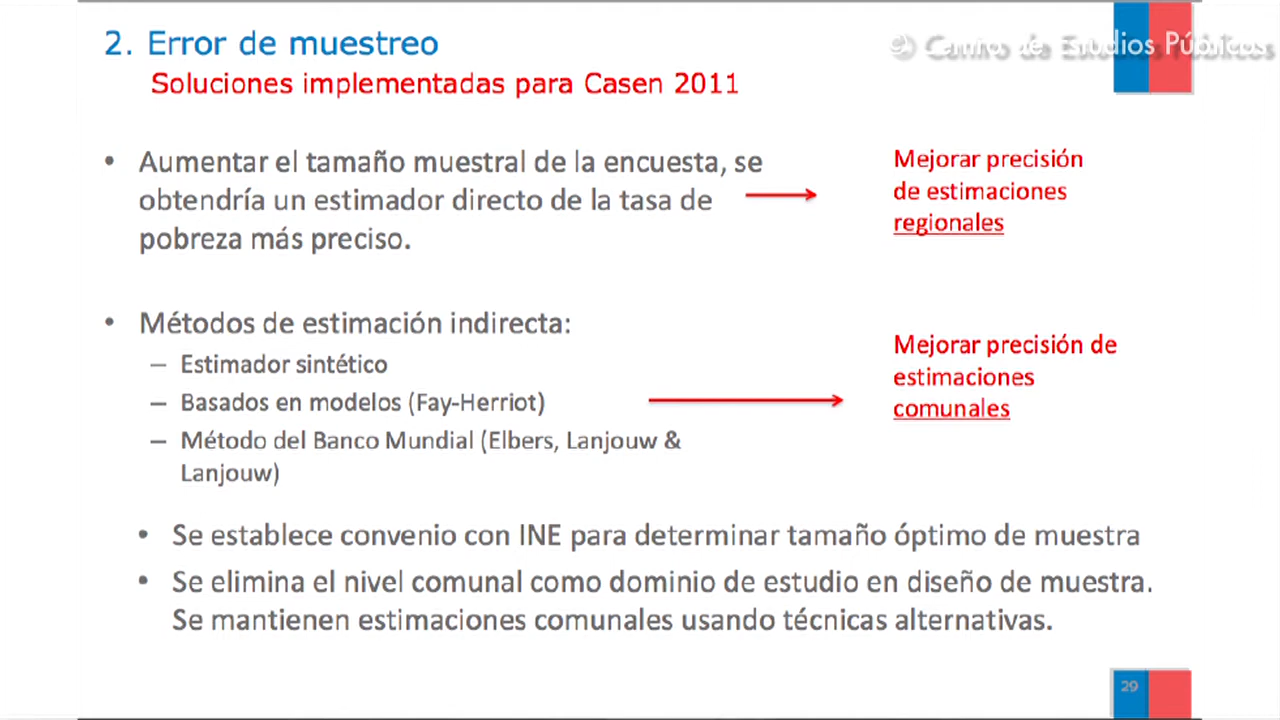 2. Error de muestreo
© Centro de Estudios Públicos
Soluciones implementadas para Casen 2011
• Aumentar el tamaño muestral de la encuesta, se
obtendría un estimador directo de la tasa de
pobreza más preciso.
Mejorar precisión
de estimaciones
regionales
• Métodos de estimación indirecta:
– Estimador sintético
– Basados en modelos (Fay-Herriot)
– Método del Banco Mundial (Elbers, Lanjouw &
Lanjouw)
Mejorar precisión de
estimaciones
comunales
• Se establece convenio con INE para determinar tamaño óptimo de muestra
• Se elimina el nivel comunal como dominio de estudio en diseño de muestra.
Se mantienen estimaciones comunales usando técnicas alternativas.
29